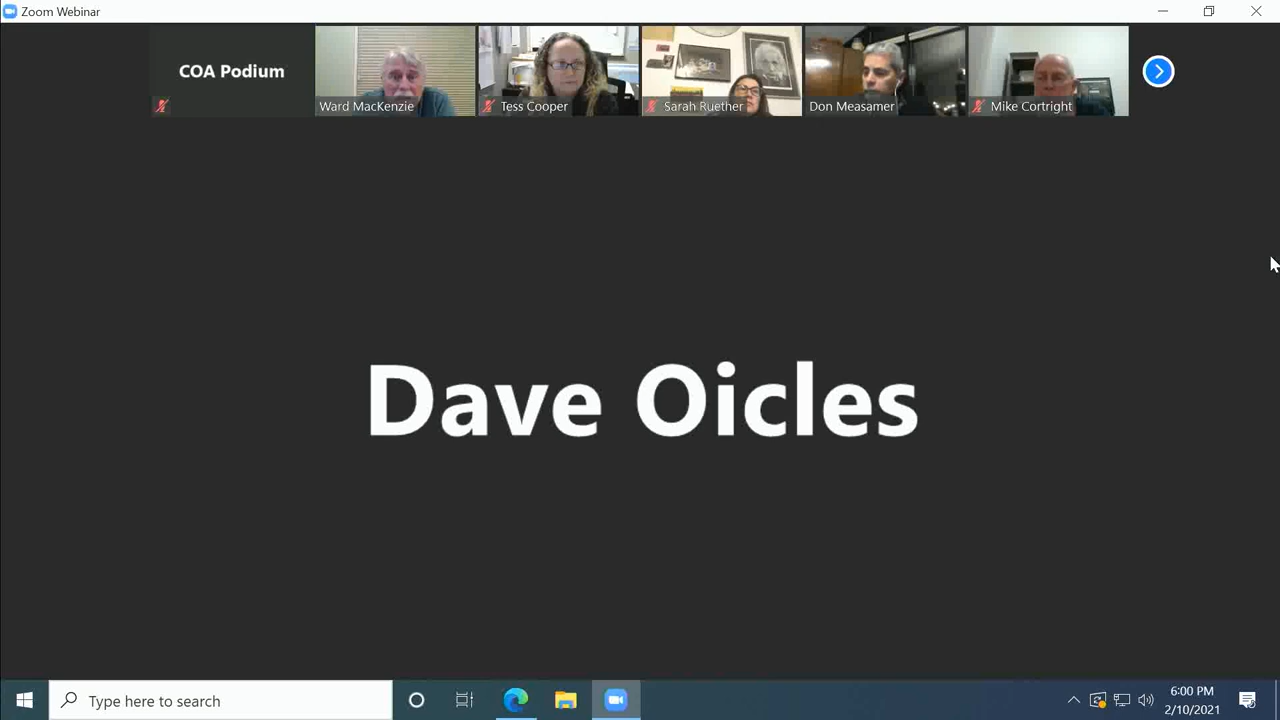 Zoom Webinar
COA Podium
Ward MacKenzie
Tess Cooper
Sarah Ruether
Don Measamer
Mike Cortright
Dave Oicles
Type here to search
6:00 PM
2/10/2021